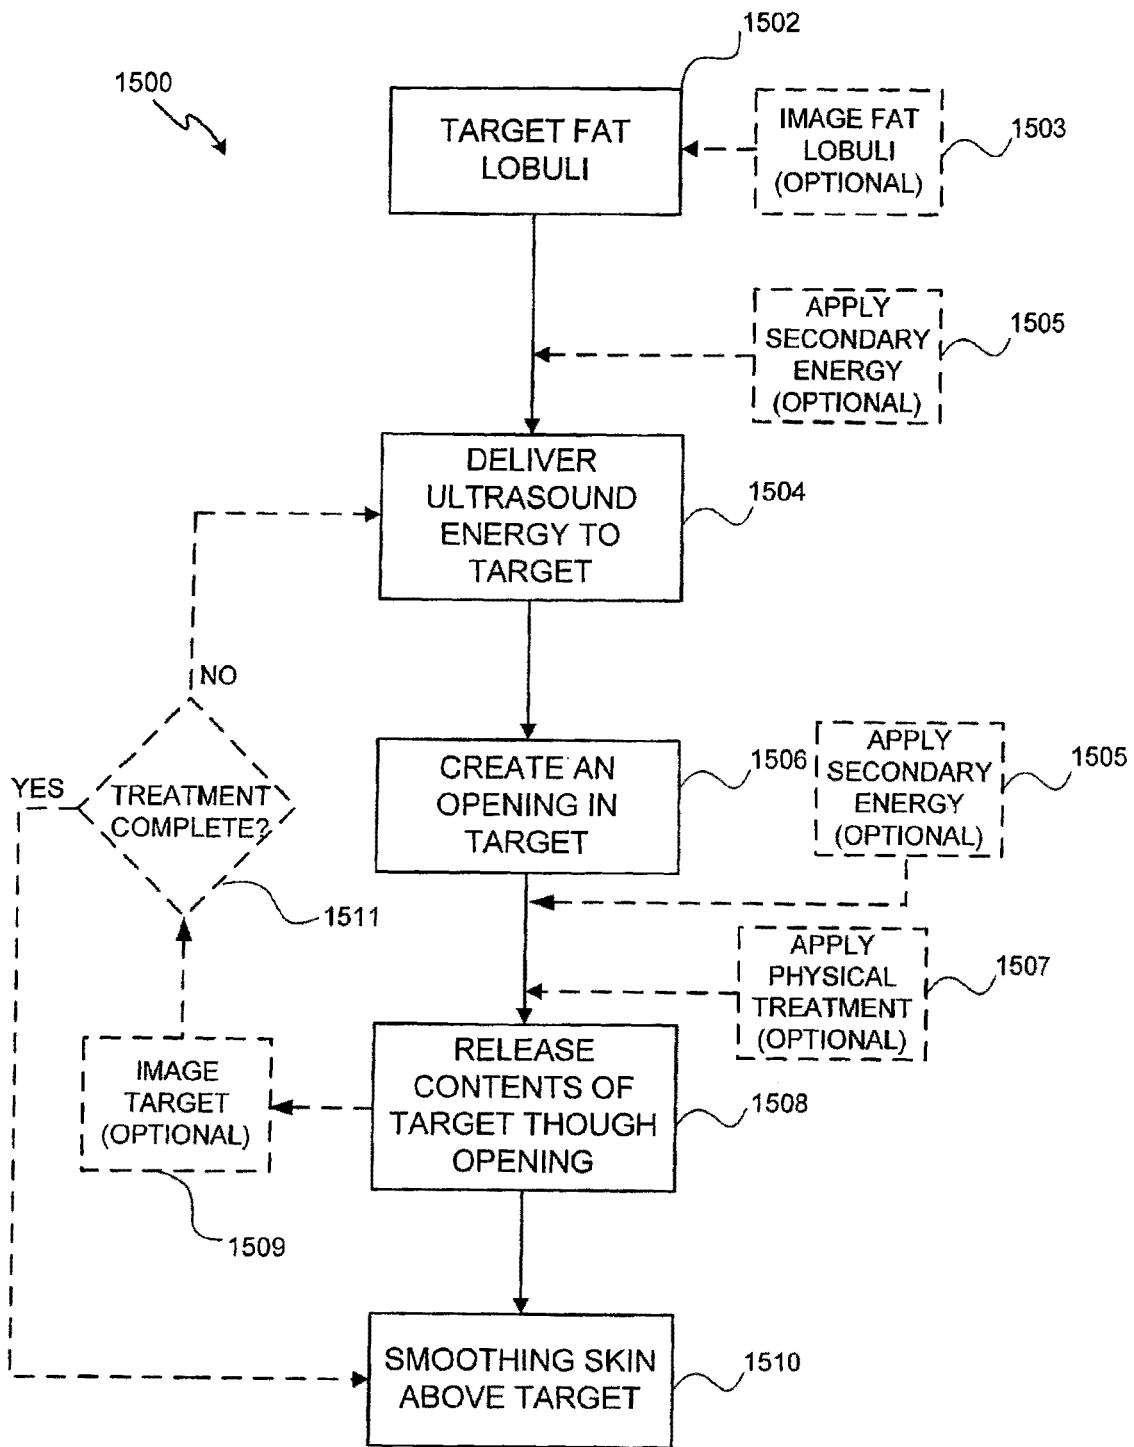 1500
1502
TARGET FAT
LOBULI
IMAGE FAT
LOBULI
(OPTIONAL)
1503
APPLY
SECONDARY
ENERGY
(OPTIONAL)
1505
DELIVER
ULTRASOUND
ENERGY TO
TARGET
1504
NO
YES
TREATMENT
COMPLETE?
1511
CREATE AN
OPENING IN
TARGET
1506
APPLY
SECONDARY
ENERGY
(OPTIONAL)
1505
APPLY
PHYSICAL
TREATMENT
(OPTIONAL)
1507
RELEASE
CONTENTS OF
TARGET THOUGH
OPENING
1508
IMAGE
TARGET
(OPTIONAL)
1509
SMOOTHING SKIN
ABOVE TARGET
1510